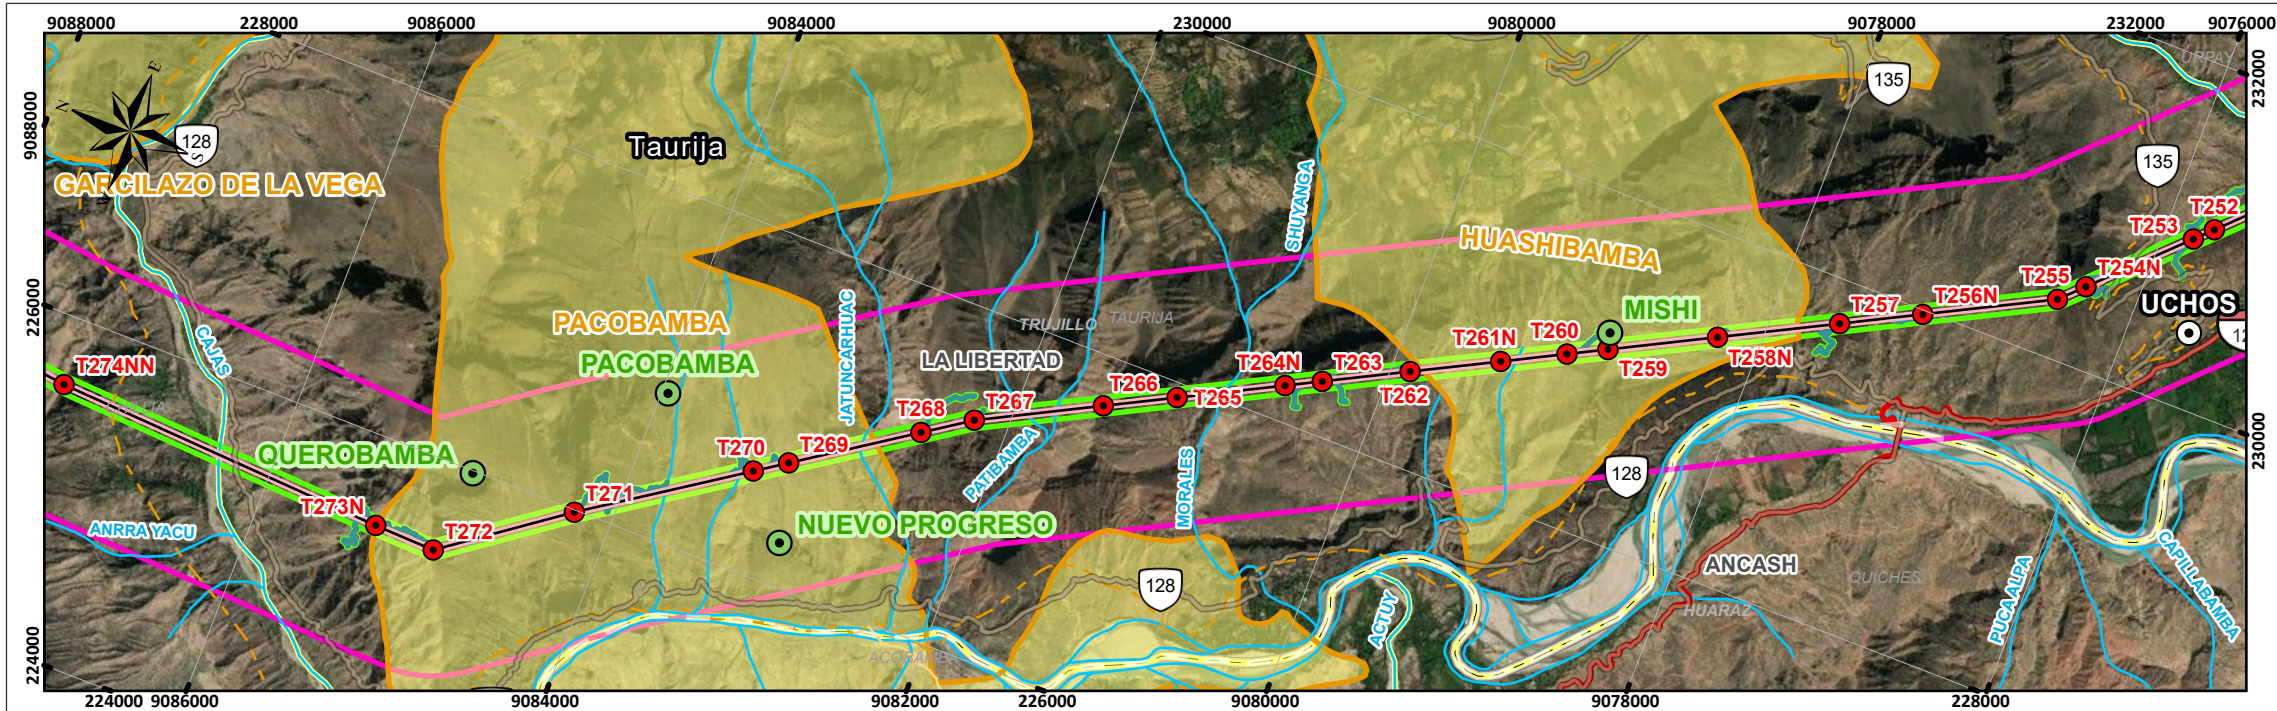 9088000
228000
9086000
9084000
230000
9080000
9078000
232000
9076000
URPAY
232000
135
9088000
N
E
S
128
Taurija
135
GARCILAZO DE LA VEGA
SHUYANGA
T252
T253
HUASHIBAMBA
226000
T254N
T255
T256N
T257
MISHI
UCHOS
PACOBAMBA
JATUNCARHUAC
TRUJILLO
TAURIJA
T261N
T260
T259
T258N
CAJAS
PACOBAMBA
LA LIBERTAD
T264N
T263
T262
T274NN
T266
T265
T268
T267
QUEROBAMBA
T270
T269
PATIBAMBA
MORALES
128
230000
T273N
T271
ANRRA YACU
T272
NUEVO PROGRESO
CAPILLABAMBA
ANCASH
QUICHES
PUCA ALPA
128
HUARAZ
ACTUY
224000
224000
9086000
9084000
9082000
226000
9080000
9078000
228000